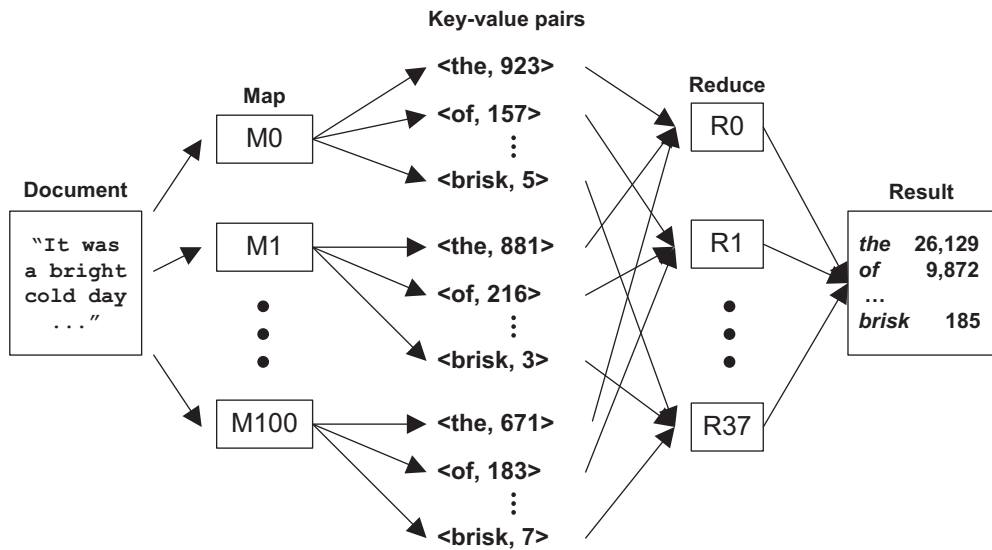 Key-value pairs
Map
Reduce
Document
Result
“It was
a bright
cold day
...”
M0
M1
M100
<the, 923>
<of, 157>
<brisk, 5>
<the, 881>
<of, 216>
<brisk, 3>
<the, 671>
<of, 183>
<brisk, 7>
R0
R1
R37
the 26,129
of 9,872
...
brisk 185